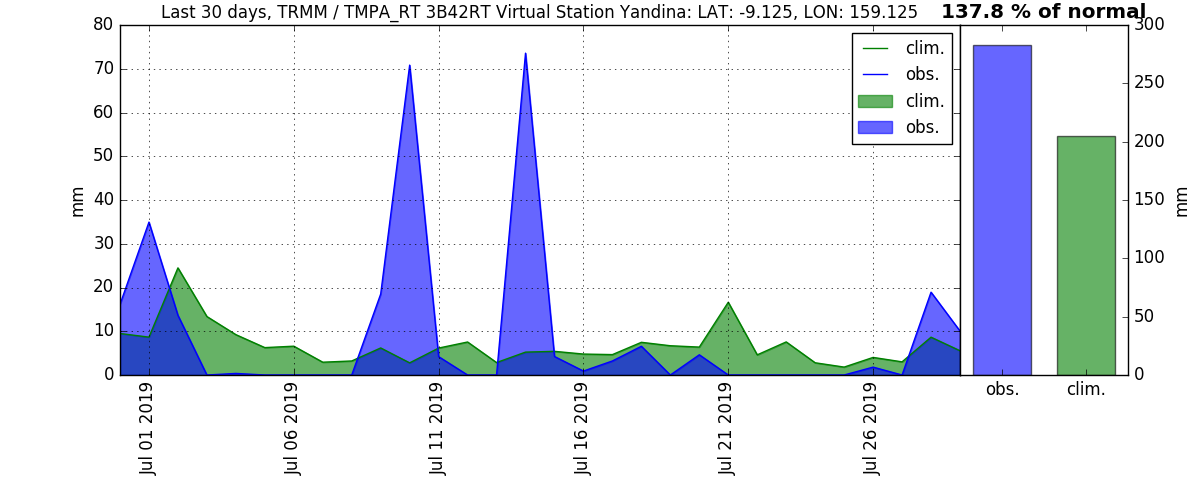 Last 30 days, TRMM / TMPA_RT 3B42RT Virtual Station Yandina: LAT: -9.125, LON: 159.125
137.8 % of normal
80
70
60
50
40
30
20
10
0
mm
clim.
obs.
clim.
obs.
300
250
200
150
100
50
0
mm
Jul 01 2019
Jul 06 2019
Jul 11 2019
Jul 16 2019
Jul 21 2019
Jul 26 2019
obs.
clim.